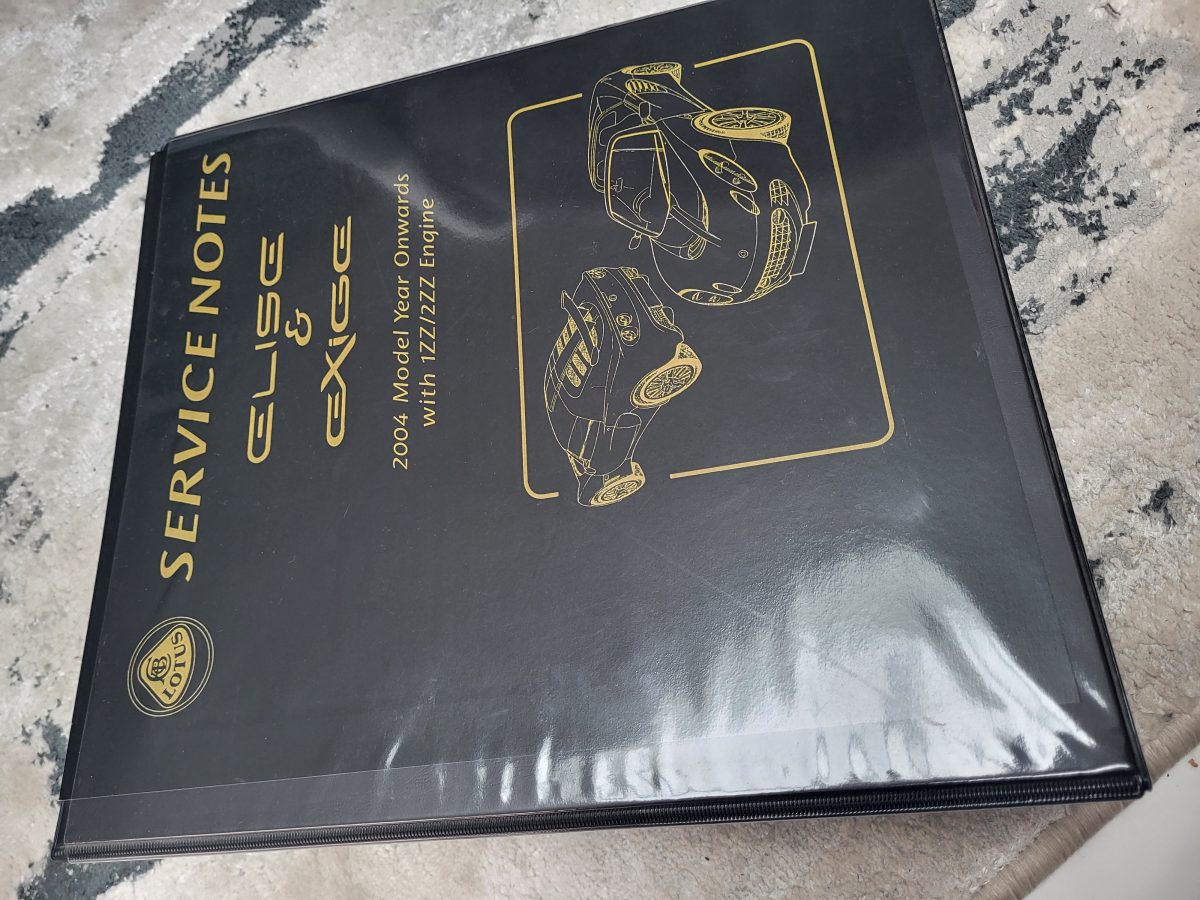 LOTUS
SERVICE NOTES
ELISE
&
EXIGE
2004 Model Year Onwards
with 1ZZ/2ZZ Engine